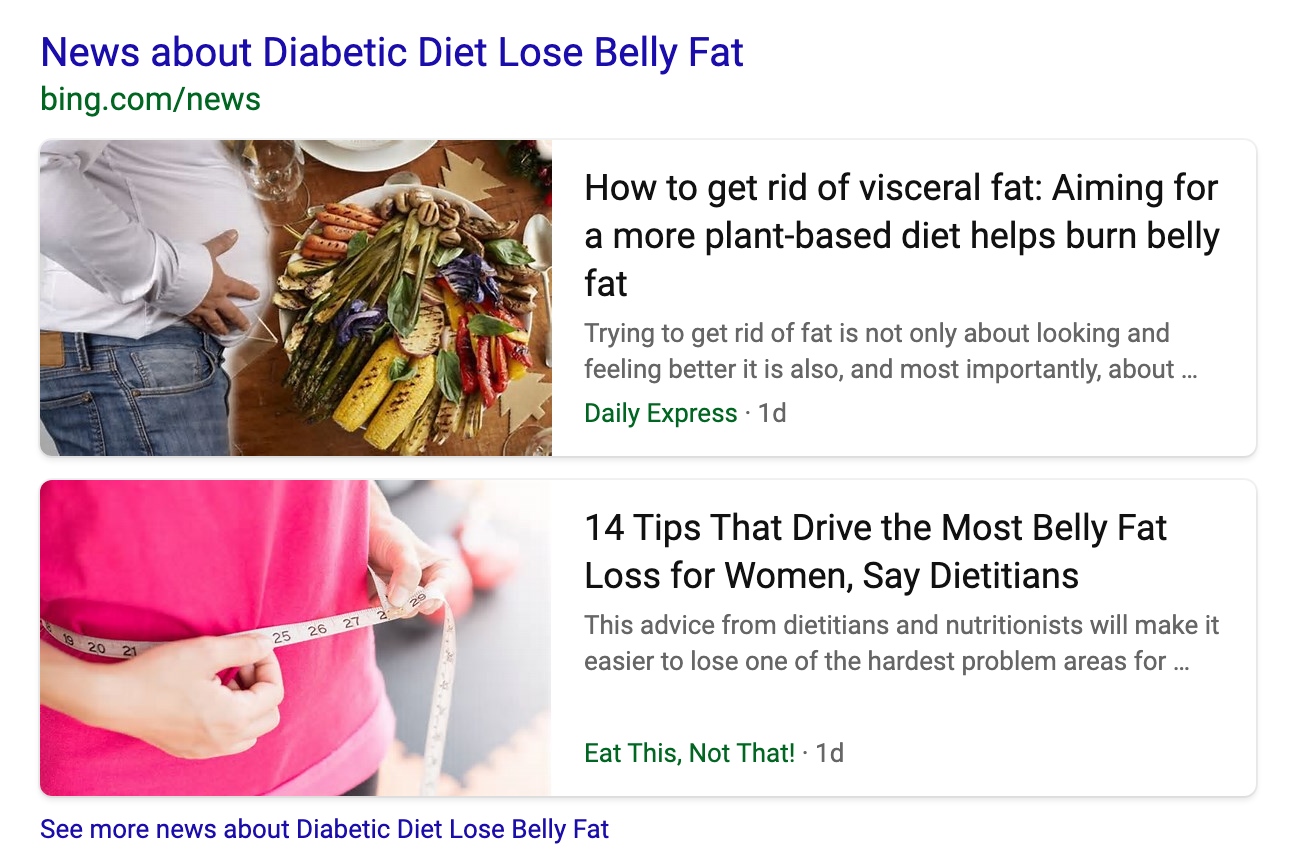 News about Diabetic Diet Lose Belly Fat
bing.com/news
How to get rid of visceral fat: Aiming for
a more plant-based diet helps burn belly
fat
Trying to get rid of fat is not only about looking and
feeling better it is also, and most importantly, about ...
Daily Express · 1d
19 20 21 25 26 27 29
14 Tips That Drive the Most Belly Fat
Loss for Women, Say Dietitians
This advice from dietitians and nutritionists will make it
easier to lose one of the hardest problem areas for ...
Eat This, Not That! · 1d
See more news about Diabetic Diet Lose Belly Fat